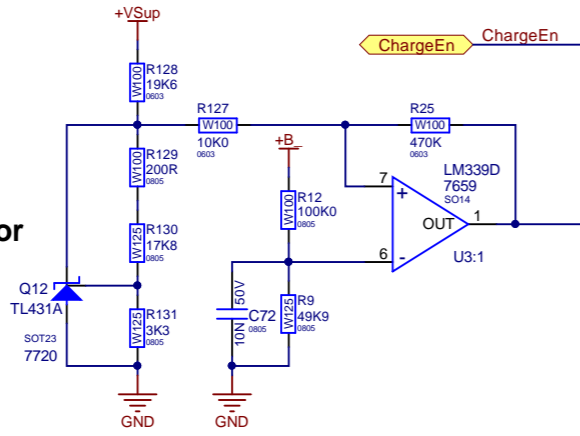 +VSup
ChargeEn
ChargeEn
R128
W100
19K6
0603
R127
W100
10K0
0603
R25
W100
470K
0603
+B_
R129
W100
200R
0805
LM339D
7659
SO14
7
+
OUT
1
6
-
U3:1
R12
W100
100K0
0805
or
R130
W125
17K8
0805
Q12
TL431A
SOT23
7720
R131
W125
3K3
0805
50V
C72
10N
0805
R9
W125
49K9
0805
GND
GND